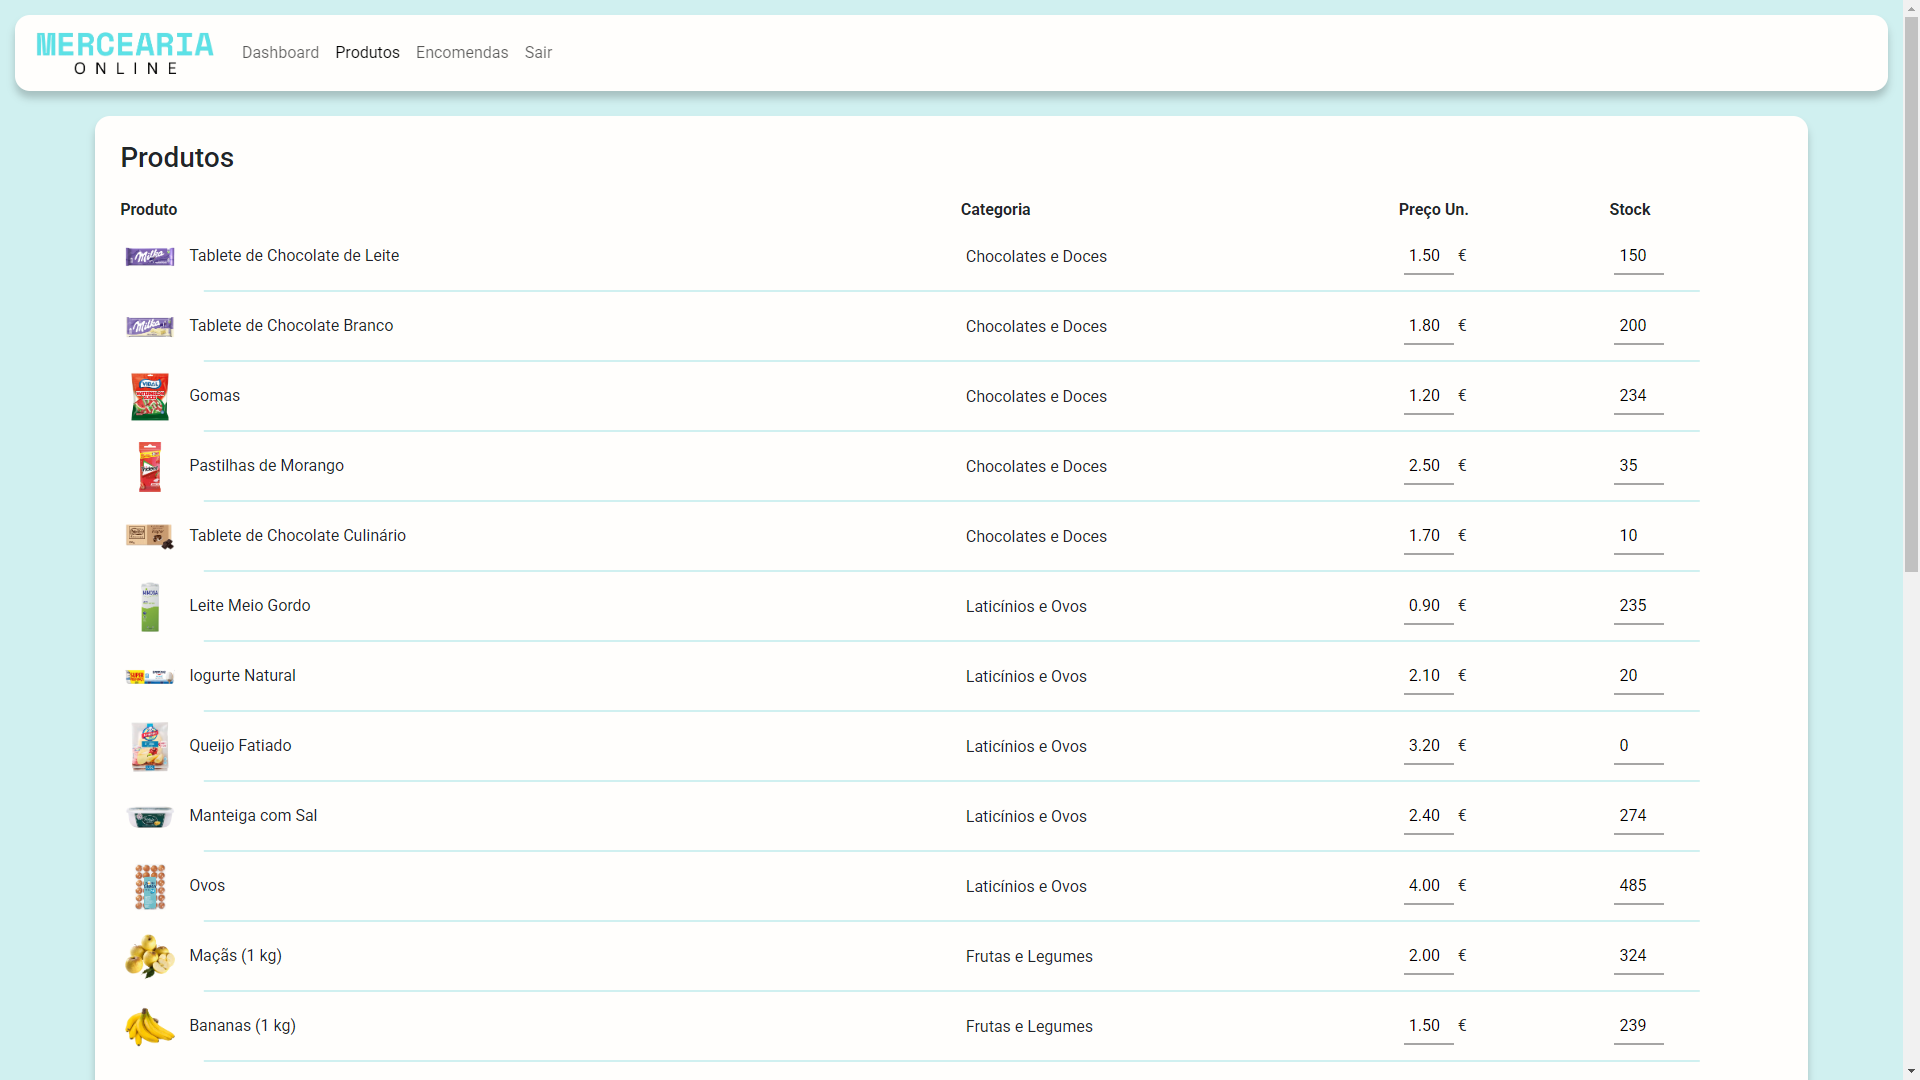 MERCEARIA
ONLINE
Dashboard Produtos Encomendas Sair
Produtos
Produto Categoria Preço Un. Stock
Milka Tablete de Chocolate de Leite Chocolates e Doces 1.50 € 150
Milka Tablete de Chocolate Branco Chocolates e Doces 1.80 € 200
VIDAL Gomas Chocolates e Doces 1.20 € 234
Pastilhas de Morango Chocolates e Doces 2.50 € 35
Tablete de Chocolate Culinário Chocolates e Doces 1.70 € 10
Leite Meio Gordo Laticínios e Ovos 0.90 € 235
Iogurte Natural Laticínios e Ovos 2.10 € 20
Queijo Fatiado Laticínios e Ovos 3.20 € 0
Manteiga com Sal Laticínios e Ovos 2.40 € 274
Ovos Laticínios e Ovos 4.00 € 485
Maçãs (1 kg) Frutas e Legumes 2.00 € 324
Bananas (1 kg) Frutas e Legumes 1.50 € 239